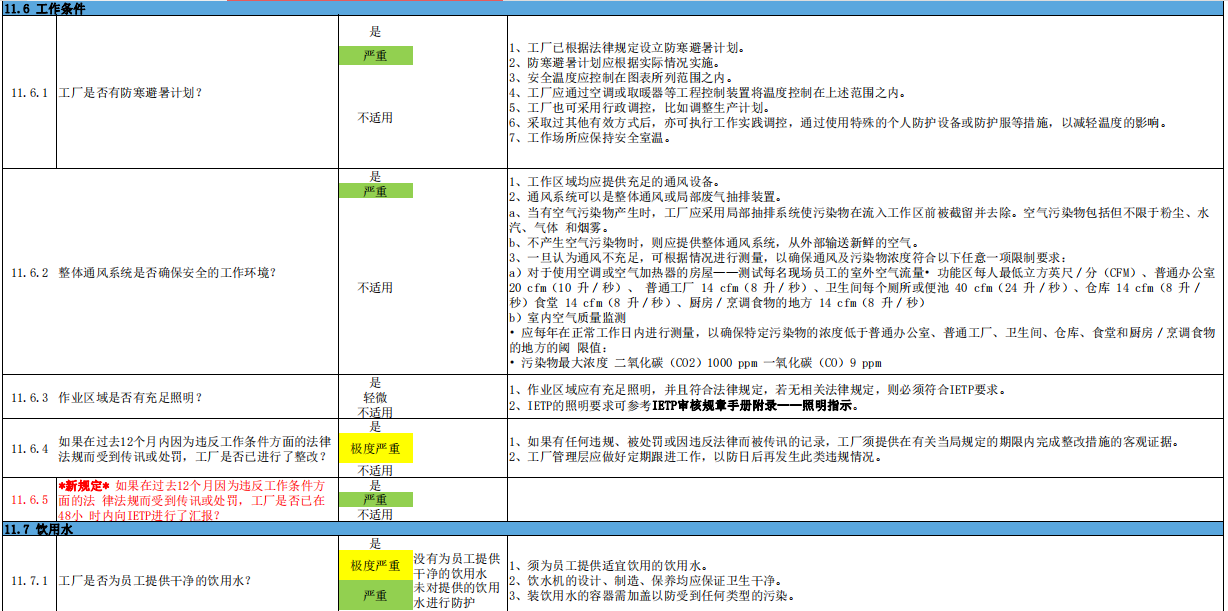 11.6 工作条件
11.6.1 工厂是否有防寒避暑计划？
是
严重
不适用
1、工厂已根据法律规定设立防寒避暑计划。
2、防寒避暑计划应根据实际情况实施。
3、安全温度应控制在图表所列范围之内。
4、工厂应通过空调或取暖器等工程控制装置将温度控制在上述范围之内。
5、工厂也可采用行政调控，比如调整生产计划。
6、采取过其他有效方式后，亦可执行工作实践调控，通过使用特殊的个人防护设备或防护服等措施，以减轻温度的影响。
7、工作场所应保持安全室温。
11.6.2 整体通风系统是否确保安全的工作环境？
是
严重
不适用
1、工作区域均应提供充足的通风设备。
2、通风系统可以是整体通风或局部废气抽排装置。
a、当有空气污染物产生时，工厂应采用局部抽排系统使污染物在流入工作区前被截留并去除。空气污染物包括但不限于粉尘、水
汽、气体 和烟雾。
b、不产生空气污染物时，则应提供整体通风系统，从外部输送新鲜的空气。
3、一旦认为通风不充足，可根据情况进行测量，以确保通风及污染物浓度符合以下任意一项限制要求：
a）对于使用空调或空气加热器的房屋——测试每名现场员工的室外空气流量• 功能区每人最低立方英尺／分（CFM）、普通办公室
20 cfm（10 升／秒）、 普通工厂 14 cfm（8 升／秒）、卫生间每个厕所或便池 40 cfm（24 升／秒）、仓库 14 cfm（8 升／
秒）食堂 14 cfm（8 升／秒）、厨房／烹调食物的地方 14 cfm（8 升／秒）
b）室内空气质量监测
• 应每年在正常工作日内进行测量，以确保特定污染物的浓度低于普通办公室、普通工厂、卫生间、仓库、食堂和厨房／烹调食物
的地方的阈 限值：
• 污染物最大浓度 二氧化碳（CO2）1000 ppm 一氧化碳（CO）9 ppm
11.6.3 作业区域是否有充足照明？
是
轻微
不适用
1、作业区域应有充足照明，并且符合法律规定，若无相关法律规定，则必须符合IETP要求。
2、IETP的照明要求可参考IETP审核规章手册附录——照明指示。
11.6.4 如果在过去12个月内因为违反工作条件方面的法律
法规而受到传讯或处罚，工厂是否已进行了整改？
是
极度严重
不适用
1、如果有任何违规、被处罚或因违反法律而被传讯的记录，工厂须提供在有关当局规定的期限内完成整改措施的客观证据。
2、工厂管理层应做好定期跟进工作，以防日后再发生此类违规情况。
11.6.5 *新规定* 如果在过去12个月因为违反工作条件方
面的法 律法规而受到传讯或处罚，工厂是否已在
48小 时内向IETP进行了汇报？
是
严重
不适用
11.7 饮用水
11.7.1 工厂是否为员工提供干净的饮用水？
是
极度严重 没有为员工提供
干净的饮用水
严重 未对提供的饮用
水进行防护
1、须为员工提供适宜饮用的饮用水。
2、饮水机的设计、制造、保养均应保证卫生干净。
3、装饮用水的容器需加盖以防受到任何类型的污染。